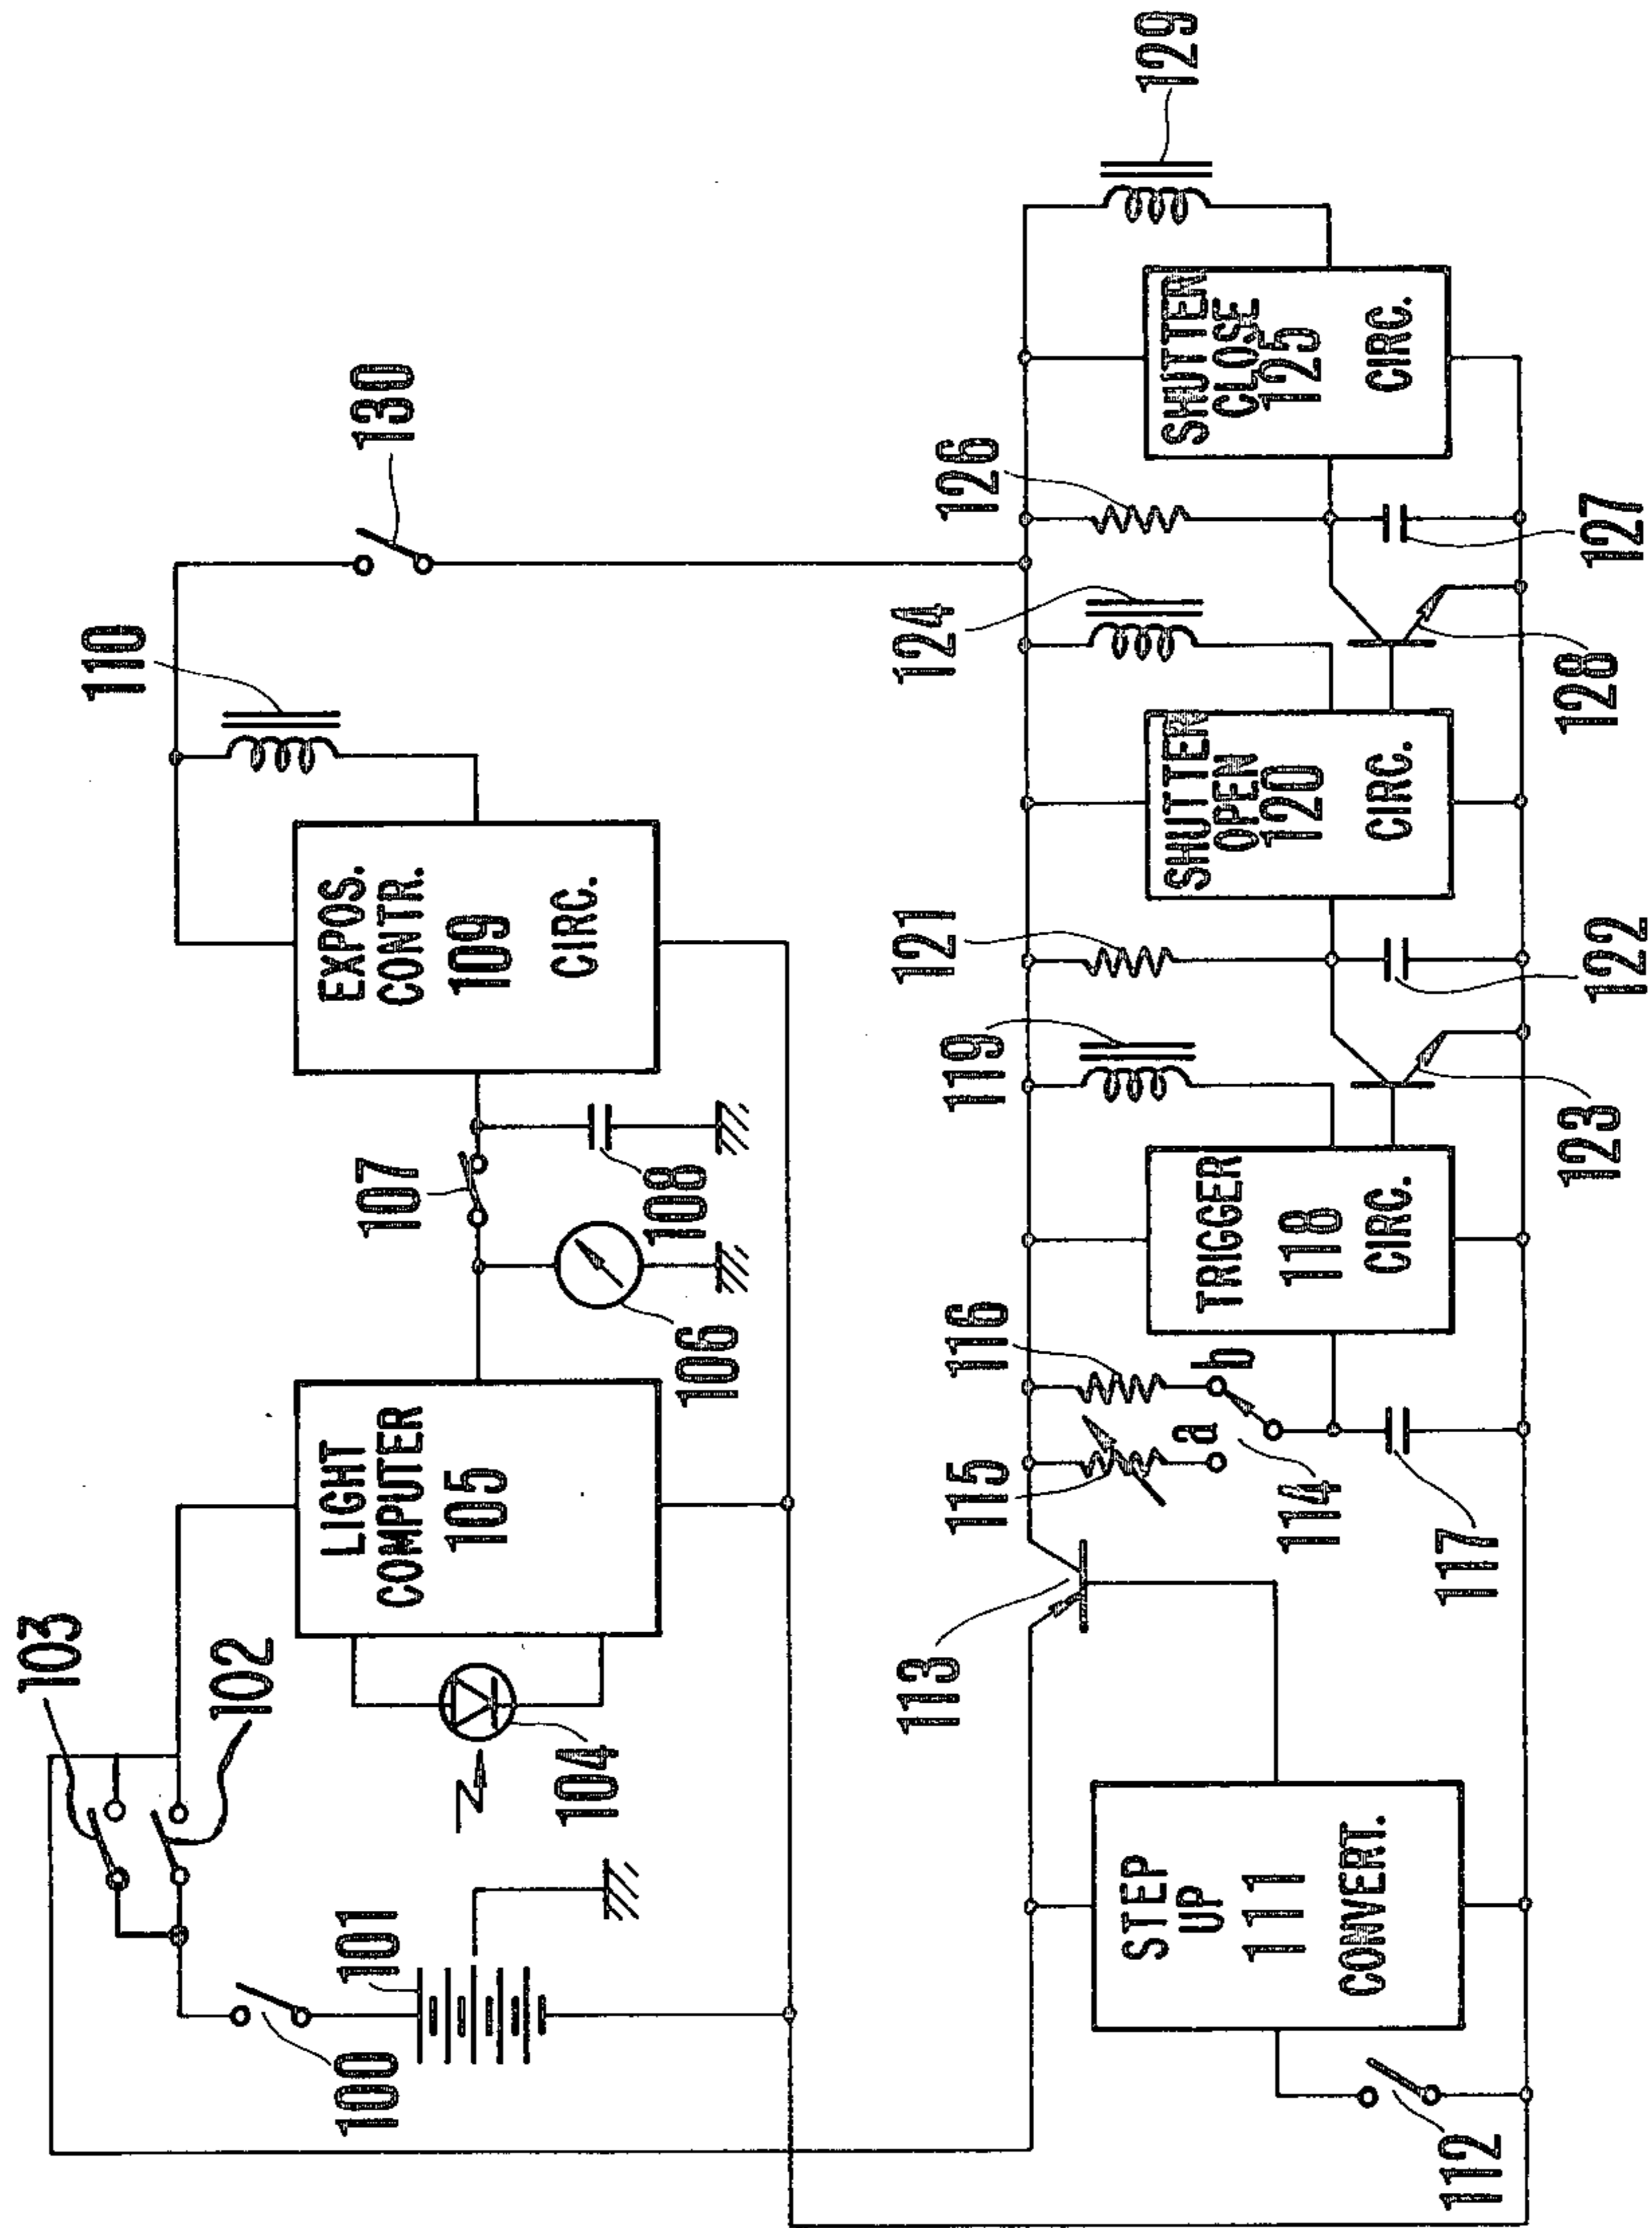 103
102
100
101
LIGHT
COMPUTER
105
104
106
107
108
EXPOS.
CONTR.
109
CIRC.
110
130
STEP
UP
111
CONVERT.
112
113
115
116
a
b
114
117
TRIGGER
118
CIRC.
119
121
123
122
SHUTTER
OPEN
120
CIRC.
124
126
128
127
SHUTTER
CLOSE
125
CIRC.
129